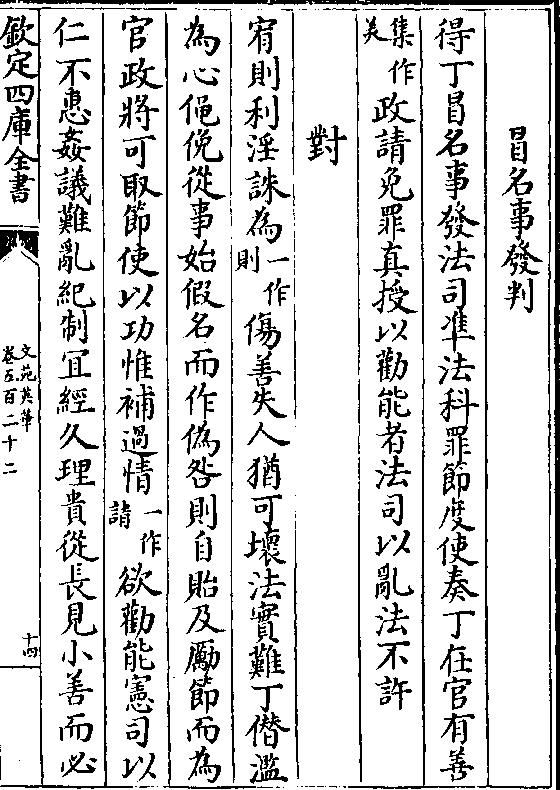 冒名事發判
得丁冒名事發法司準法科罪節度使奏丁在官有善
集作美政請免罪真授以勸能者法司以亂法不許
對
宥則利淫誅為一作則傷善失人猶可壞法實難丁僭濫
為心僶俛從事始假名而作偽咎則自貽及勵節而為
官政將可取節使以功惟補過情一作請欲勸能憲司以
仁不惠姦議難亂紀制宜經久理貴從長見小善而必
欽定四庫全書
文苑英華
卷五百二十二
十四